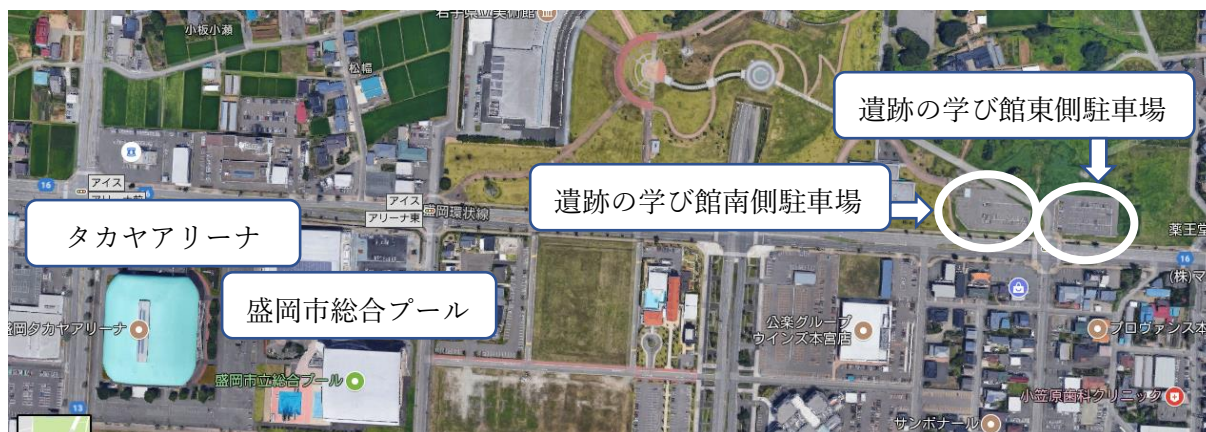 岩手県立美術館
小板小瀬
松幅
遺跡の学び館東側駐車場
16
アイス
アリーナ前
16
アイス
アリーナ東
盛岡環状線
遺跡の学び館南側駐車場
薬王堂
タカヤアリーナ
16
(株)マ
盛岡市総合プール
盛岡タカヤアリーナ
公楽グループ
ウインズ本宮店
プロヴァンス本
盛岡市立総合プール
小笠原歯科クリニック
13
サンボナール